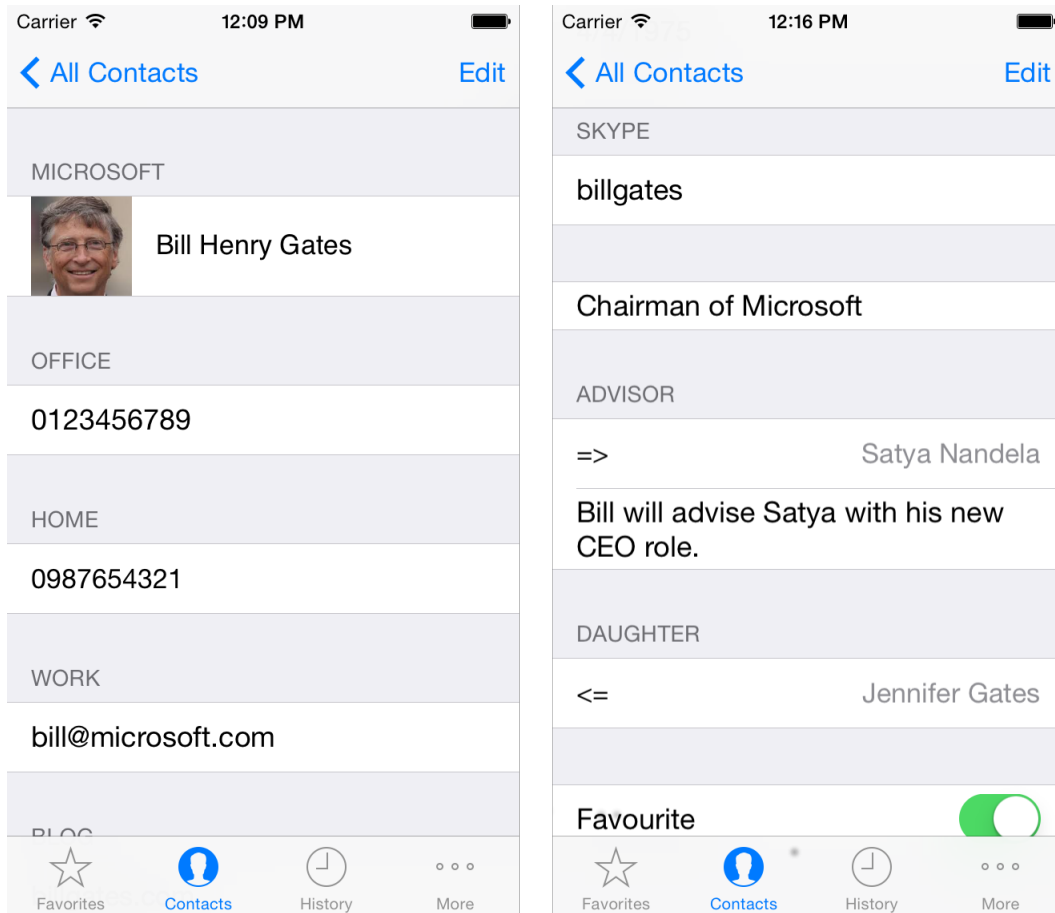 Carrier 12:09 PM
All Contacts Edit
MICROSOFT
Bill Henry Gates
OFFICE
0123456789
HOME
0987654321
WORK
bill@microsoft.com
BLOG
Favorites Contacts History More
Carrier 12:16 PM
All Contacts Edit
SKYPE
billgates
Chairman of Microsoft
ADVISOR
=> Satya Nandela
Bill will advise Satya with his new
CEO role.
DAUGHTER
<= Jennifer Gates
Favourite
Favorites Contacts History More